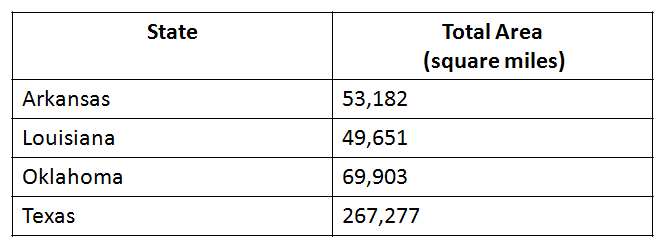 State
Total Area
(square miles)
Arkansas 53,182
Louisiana 49,651
Oklahoma 69,903
Texas 267,277